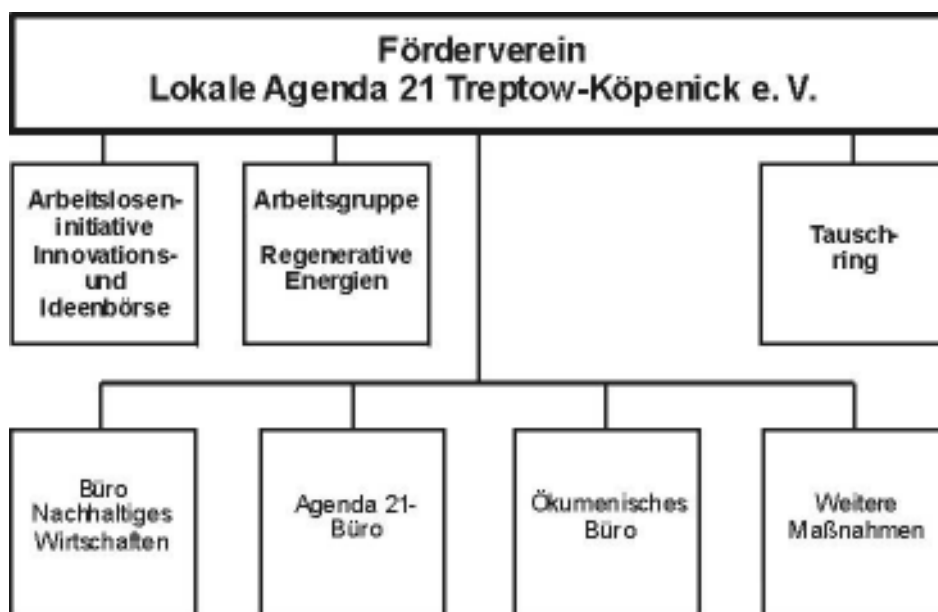 Förderverein
Lokale Agenda 21 Treptow-Köpenick e. V.
Arbeitslosen-
initiative
Innovations-
und
Ideenbörse
Arbeitsgruppe
Regenerative
Energien
Tausch-
ring
Büro
Nachhaltiges
Wirtschaften
Agenda 21-
Büro
Ökumenisches
Büro
Weitere
Maßnahmen